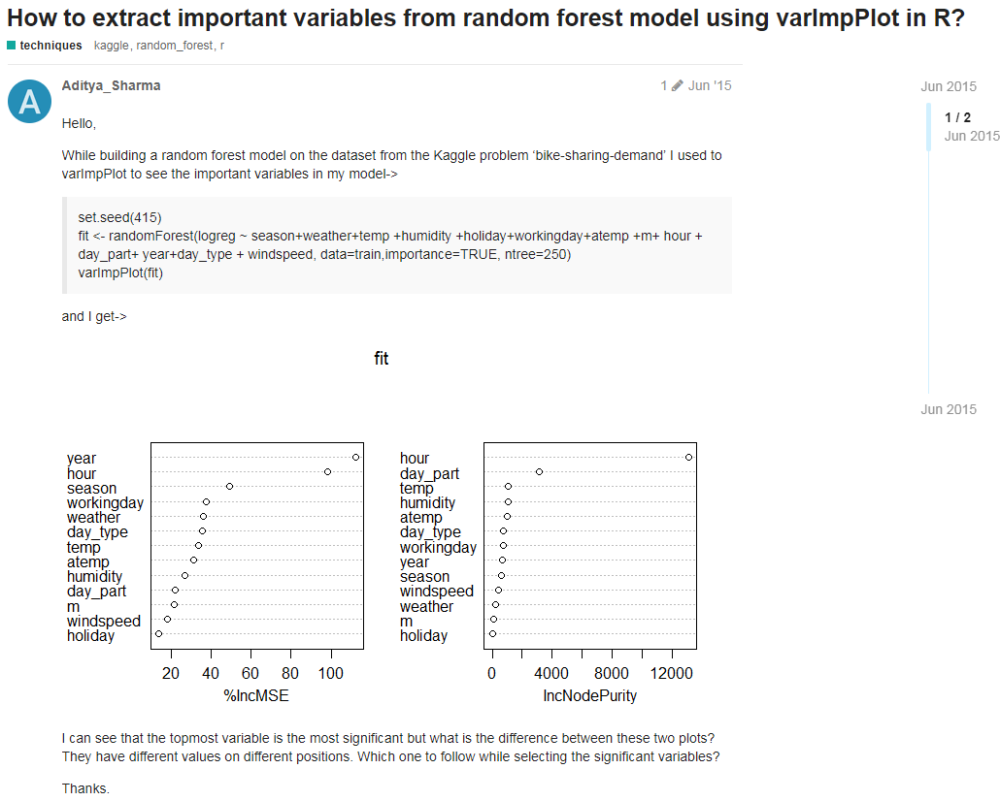 How to extract important variables from random forest model using varImpPlot in R?
techniques kaggle, random_forest, r
A
Aditya_Sharma
1 Jun '15
Hello,
While building a random forest model on the dataset from the Kaggle problem ‘bike-sharing-demand’ I used to
varImpPlot to see the important variables in my model->
set.seed(415)
fit <- randomForest(logreg ~ season+weather+temp +humidity +holiday+workingday+atemp +m+ hour +
day_part+ year+day_type + windspeed, data=train,importance=TRUE, ntree=250)
varImpPlot(fit)
and I get->
fit
year
hour
season
workingday
weather
day_type
temp
atemp
humidity
day_part
m
windspeed
holiday
20 40 60 80 100
%IncMSE
hour
day_part
temp
humidity
atemp
day_type
workingday
year
season
windspeed
weather
m
holiday
0 4000 8000 12000
IncNodePurity
I can see that the topmost variable is the most significant but what is the difference between these two plots?
They have different values on different positions. Which one to follow while selecting the significant variables?
Thanks.
Jun 2015
1 / 2
Jun 2015
Jun 2015